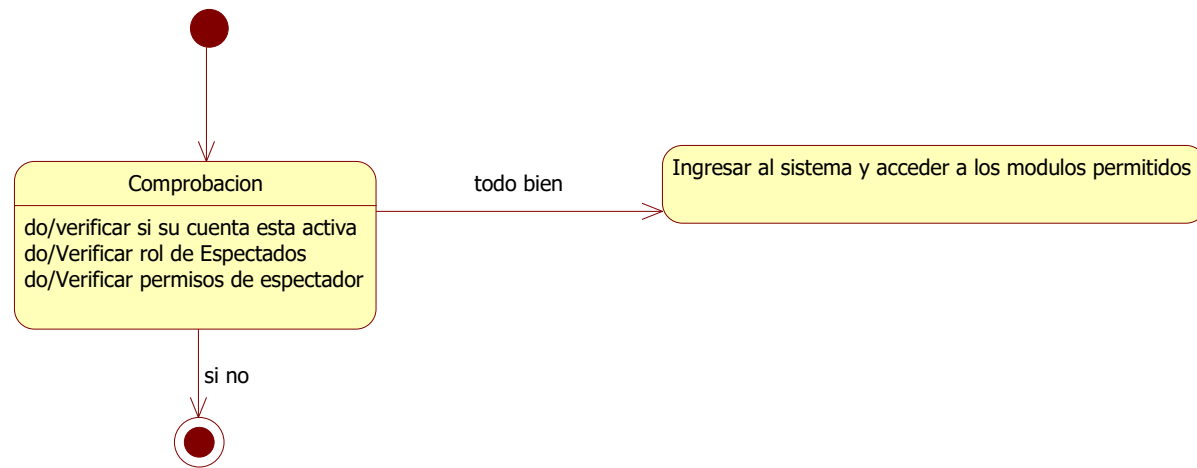 Comprobacion
do/verificar si su cuenta esta activa
do/Verificar rol de Espectados
do/Verificar permisos de espectador
todo bien
Ingresar al sistema y acceder a los modulos permitidos
si no